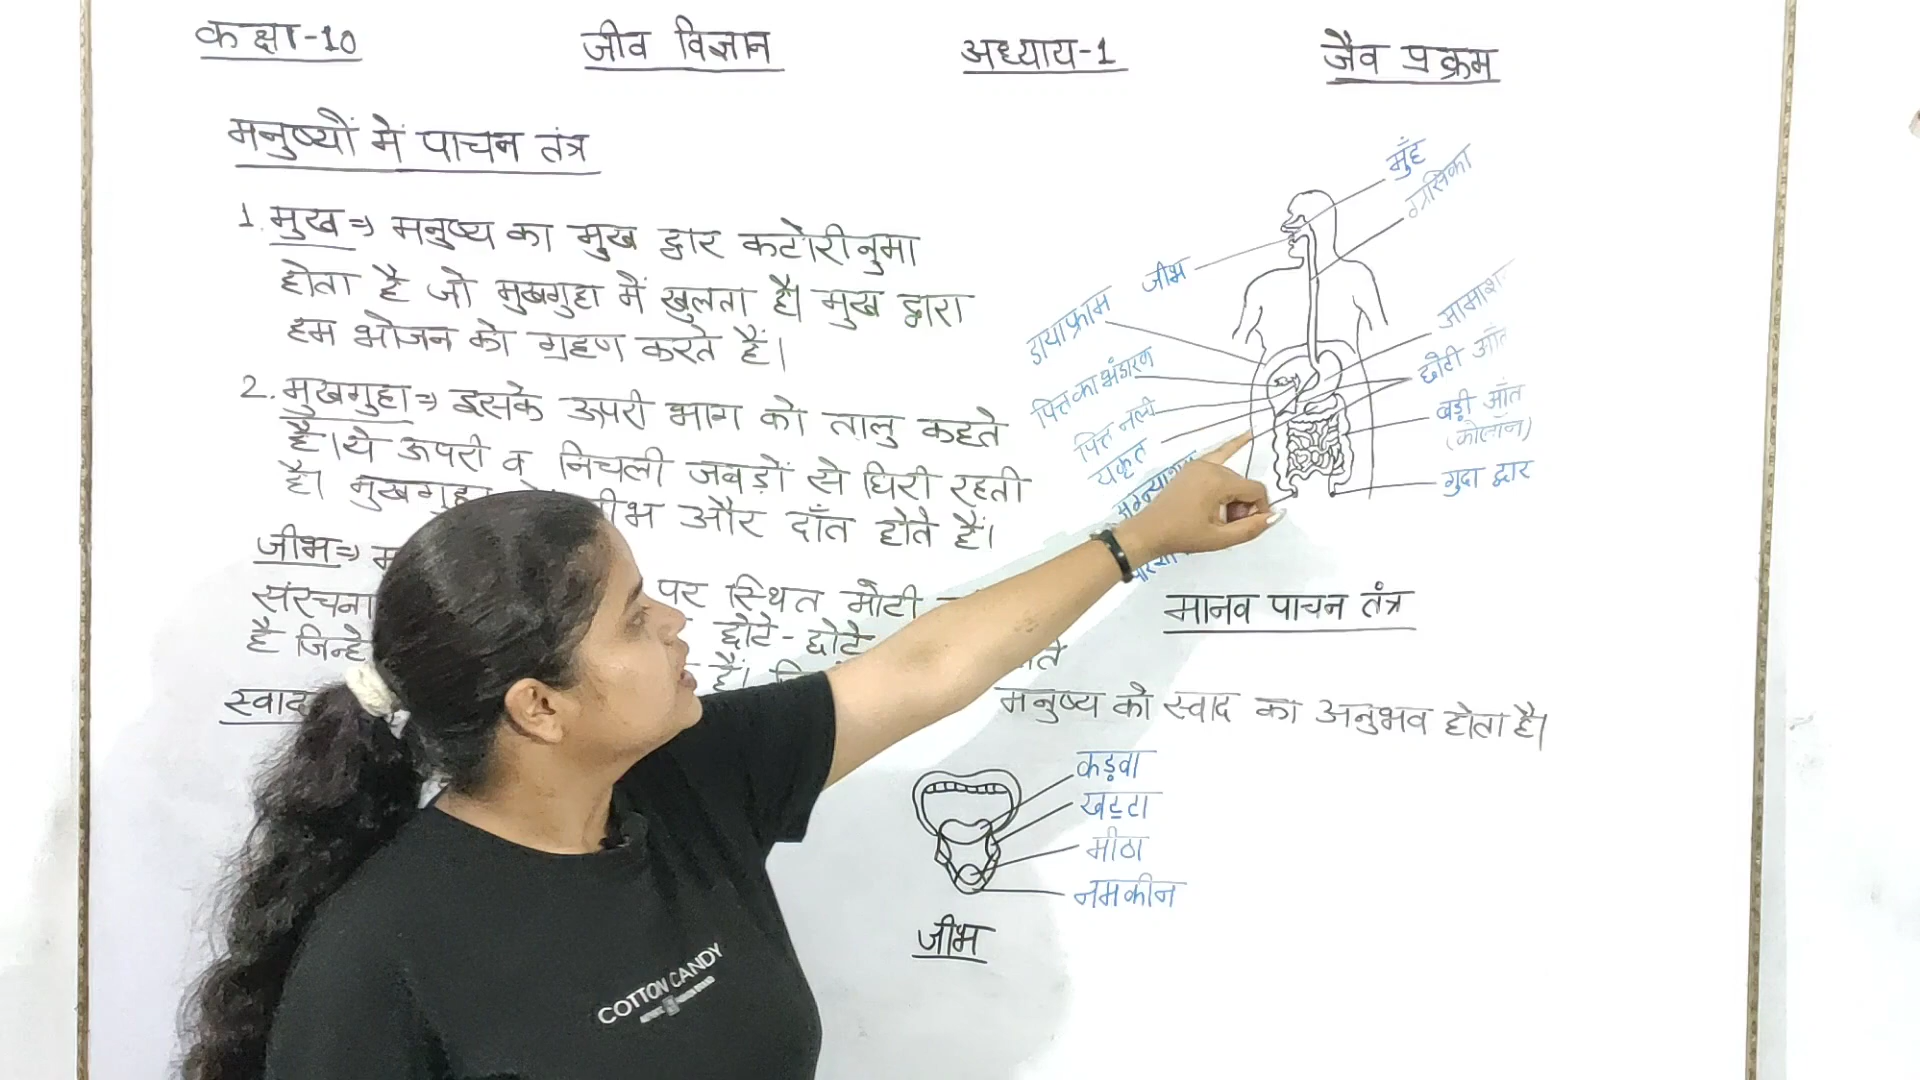 कक्षा-10 जीव विज्ञान अध्याय-1 जैव प्रक्रम
मनुष्यों में पाचन तंत्र
1. मुख ⇒ मनुष्य का मुख द्वार कटोरीनुमा
होता है जो मुखगुहा में खुलता है। मुख द्वारा
हम भोजन को ग्रहण करते हैं।
2. मुखगुहा ⇒ इसके ऊपरी भाग को तालु कहते
है। ये ऊपरी व निचली जबड़ों से घिरी रहती
है। मुखगुहा जीभ और दाँत होते हैं।
जीभ ⇒
संरचना पर स्थित मोटी
है जिन्हे छोटे-छोटे
स्वाद हैं।
मनुष्य को स्वाद का अनुभव होता है।
मुँह
ग्रसिका
जीभ
डायाफ्राम
आमाश
पित्त का भंडारण
छोटी आँत
पित्त नली
बड़ी आँत
(कोलॉन)
यकृत
गुदा द्वार
मानव पाचन तंत्र
कड़वा
खट्टा
मीठा
नमकीन
जीभ
COTTON CANDY